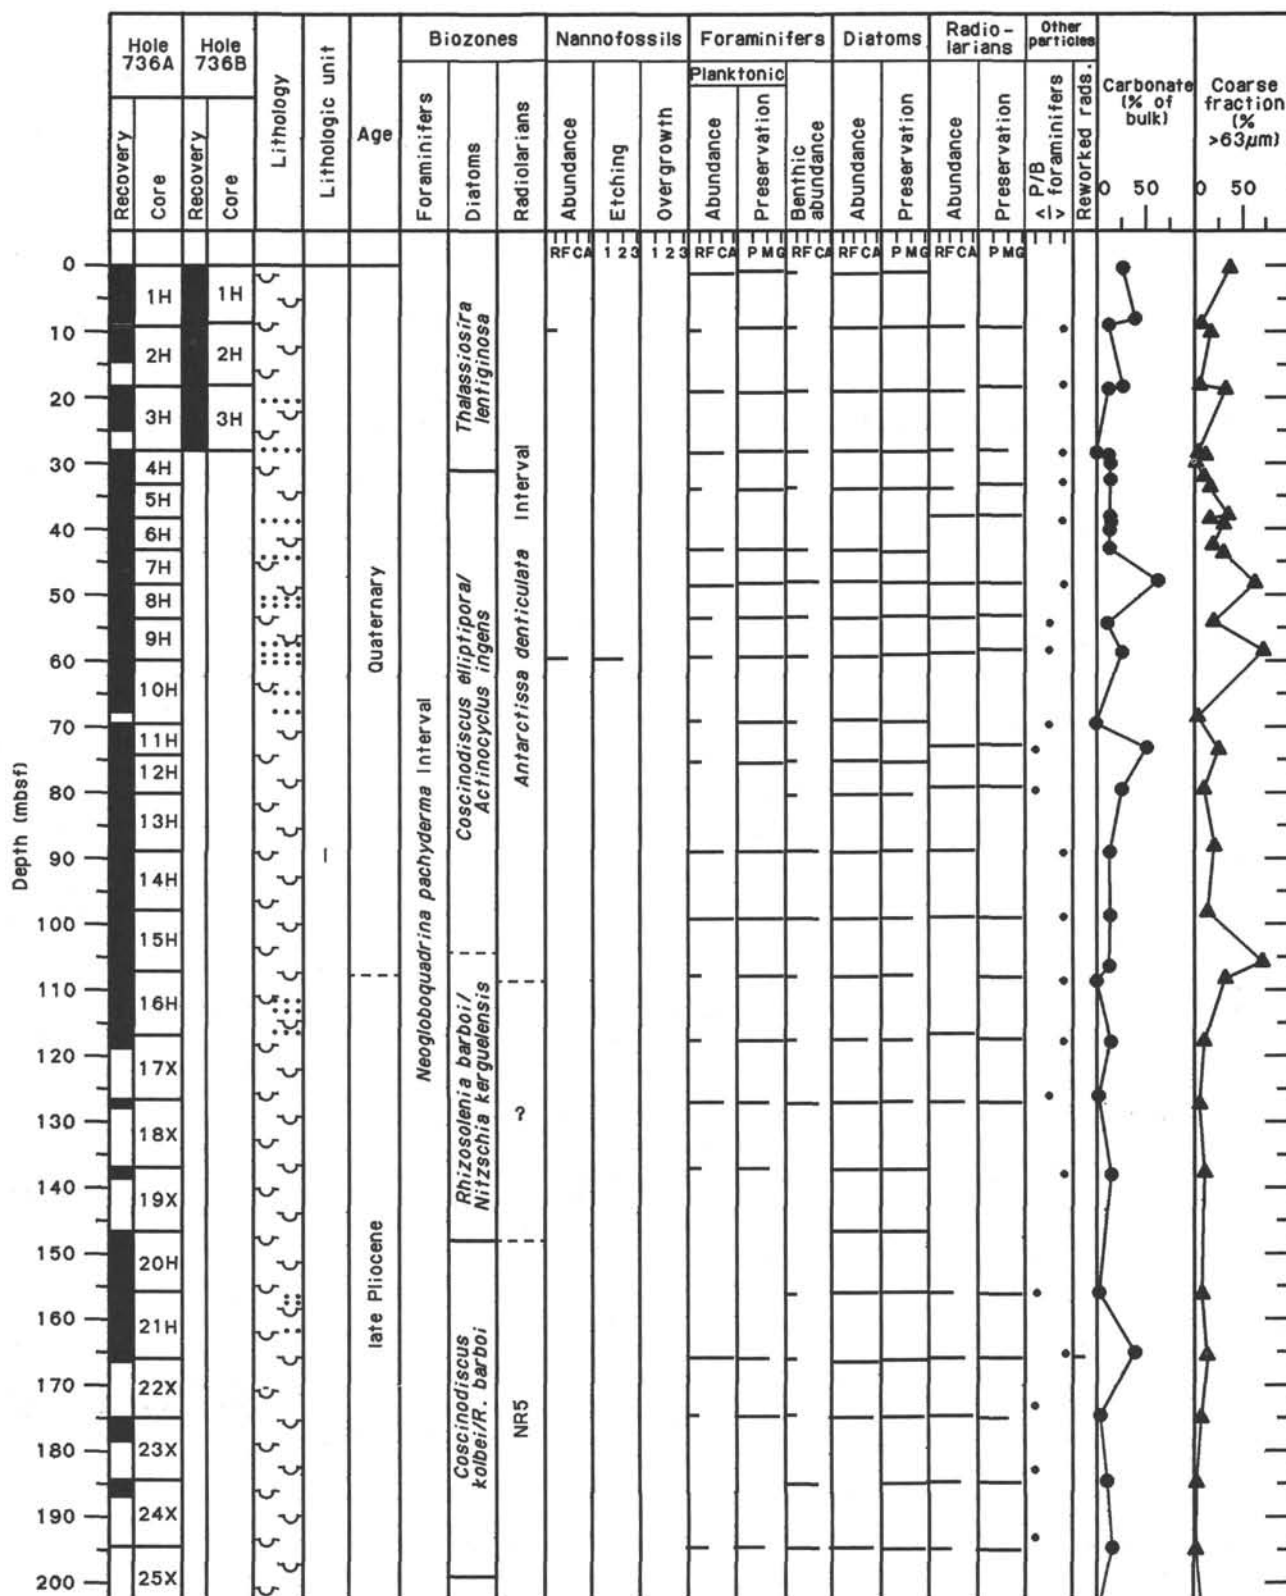 Hole 736A
Hole 736B
Recovery
Core
Recovery
Core
Lithology
Lithologic unit
Age
Biozones
Foraminifers
Diatoms
Radiolarians
Nannofossils
Abundance
Etching
Overgrowth
Foraminifers
Planktonic
Abundance
Preservation
Benthic abundance
Diatoms
Abundance
Preservation
Radio-
larians
Abundance
Preservation
Other
particles
P/B
< > foraminifers
Reworked rads.
Carbonate
(% of
bulk)
0 50
Coarse
fraction
(%
>63µm)
0 50
RFCA 123 123 RFCA PMG RFCA RFCA PMG RFCA PMG
Depth (mbsf)
0
10
20
30
40
50
60
70
80
90
100
110
120
130
140
150
160
170
180
190
200
1H
2H
3H
4H
5H
6H
7H
8H
9H
10H
11H
12H
13H
14H
15H
16H
17X
18X
19X
20H
21H
22X
23X
24X
25X
1H
2H
3H
I
Quaternary
late Pliocene
Neogloboquadrina pachyderma Interval
Thalassiosira
lentiginosa
Coscinodiscus elliptipora/
Actinocyclus ingens
Rhizosolenia barboi/
Nitzschia kerguelensis
Coscinodiscus
kolbei/R. barboi
Antarctissa denticulata Interval
?
NR5